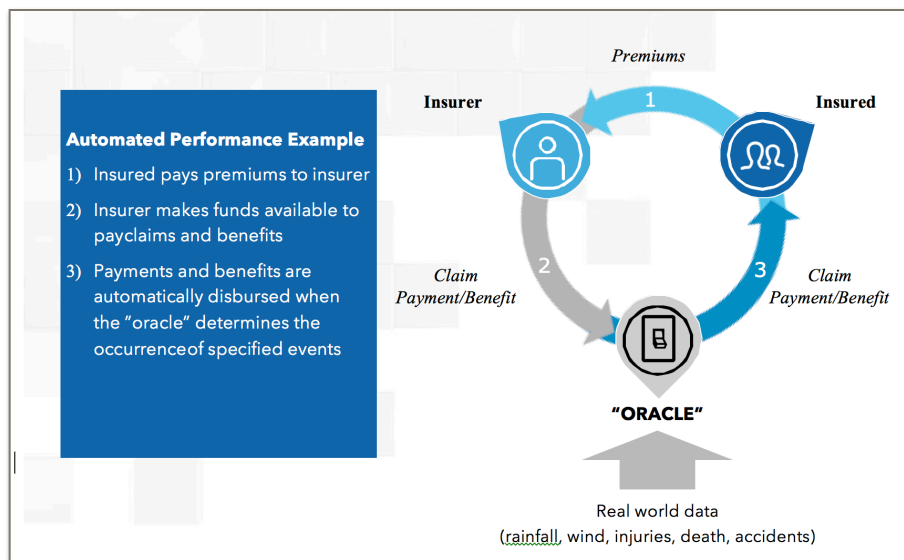 Automated Performance Example
1) Insured pays premiums to insurer
2) Insurer makes funds available to
payclaims and benefits
3) Payments and benefits are
automatically disbursed when
the "oracle" determines the
occurrenceof specified events
Premiums
Insurer
1
Insured
2
3
Claim
Payment/Benefit
Claim
Payment/Benefit
"ORACLE"
Real world data
(rainfall, wind, injuries, death, accidents)